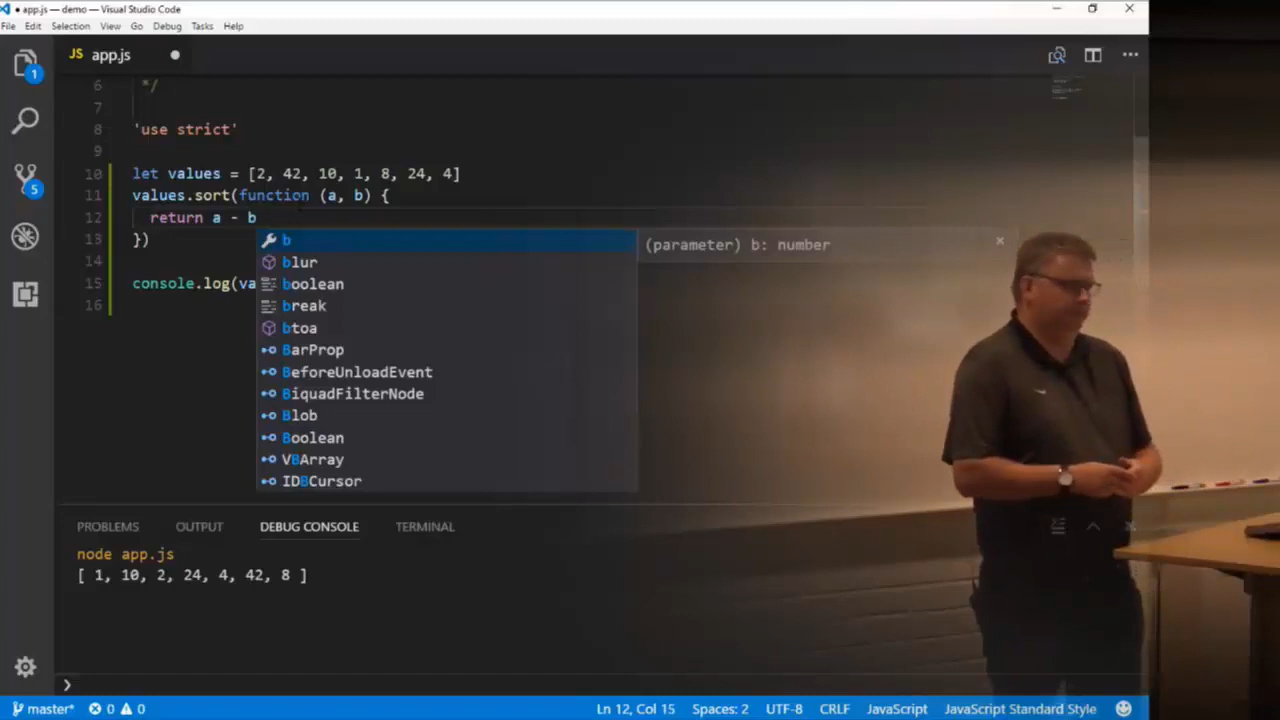 app.js — demo — Visual Studio Code
File Edit Selection View Go Debug Tasks Help
JS app.js
1
5
6 */
7
8 'use strict'
9
10 let values = [2, 42, 10, 1, 8, 24, 4]
11 values.sort(function (a, b) {
12 return a - b
13 })
14
15 console.log(va
16
b
(parameter) b: number
blur
boolean
break
btoa
BarProp
BeforeUnloadEvent
BiquadFilterNode
Blob
Boolean
VBArray
IDBCursor
PROBLEMS OUTPUT DEBUG CONSOLE TERMINAL
node app.js
[ 1, 10, 2, 24, 4, 42, 8 ]
master* 0 0 Ln 12, Col 15 Spaces: 2 UTF-8 CRLF JavaScript JavaScript Standard Style